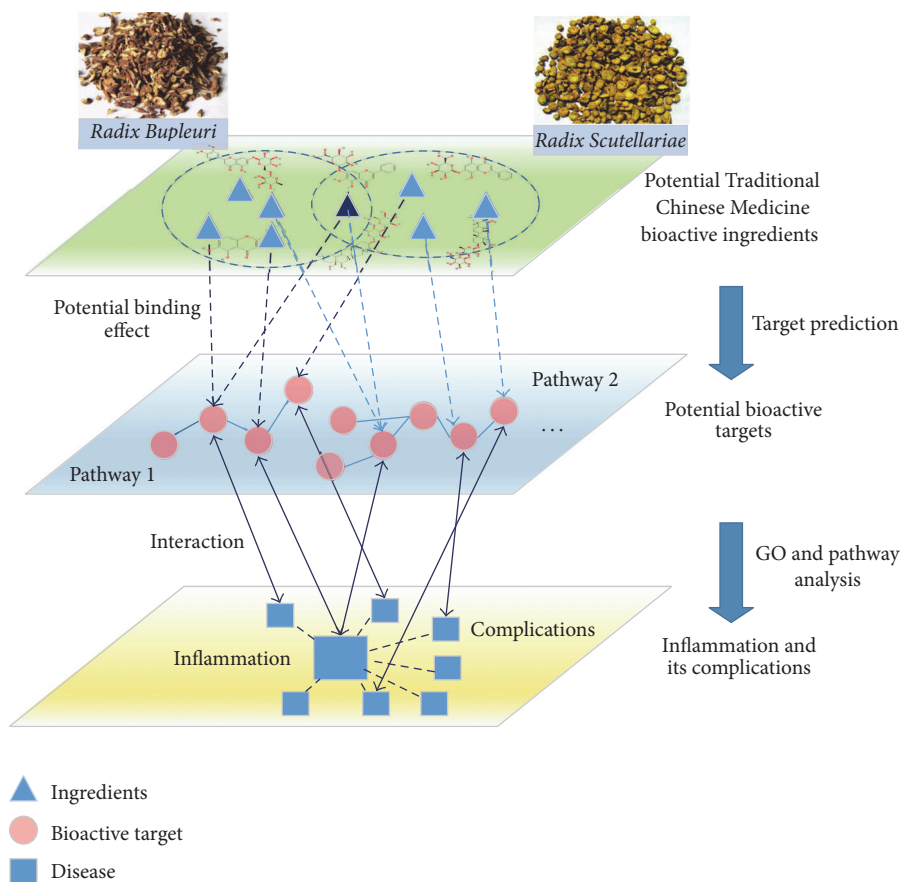 Radix Bupleuri
Radix Scutellariae
Potential Traditional
Chinese Medicine
bioactive ingredients
Potential binding
effect
Target prediction
Pathway 2
Potential bioactive
targets
...
Pathway 1
Interaction
GO and pathway
analysis
Complications
Inflammation
Inflammation and
its complications
Ingredients
Bioactive target
Disease